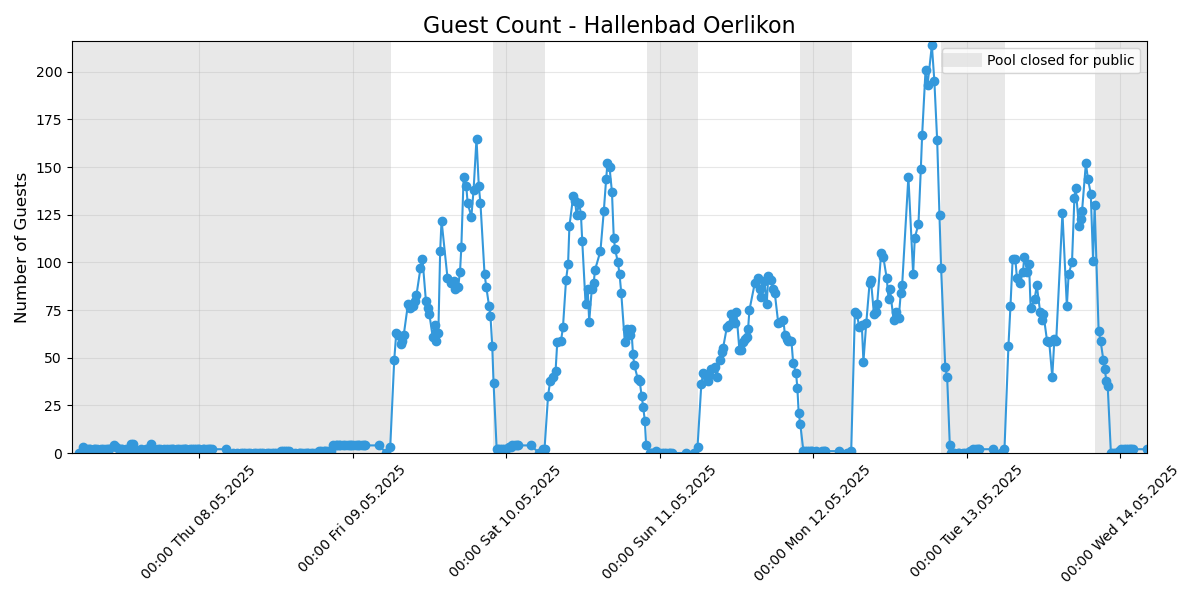 Guest Count - Hallenbad Oerlikon
Pool closed for public
Number of Guests
200
175
150
125
100
75
50
25
0
00:00 Thu 08.05.2025
00:00 Fri 09.05.2025
00:00 Sat 10.05.2025
00:00 Sun 11.05.2025
00:00 Mon 12.05.2025
00:00 Tue 13.05.2025
00:00 Wed 14.05.2025